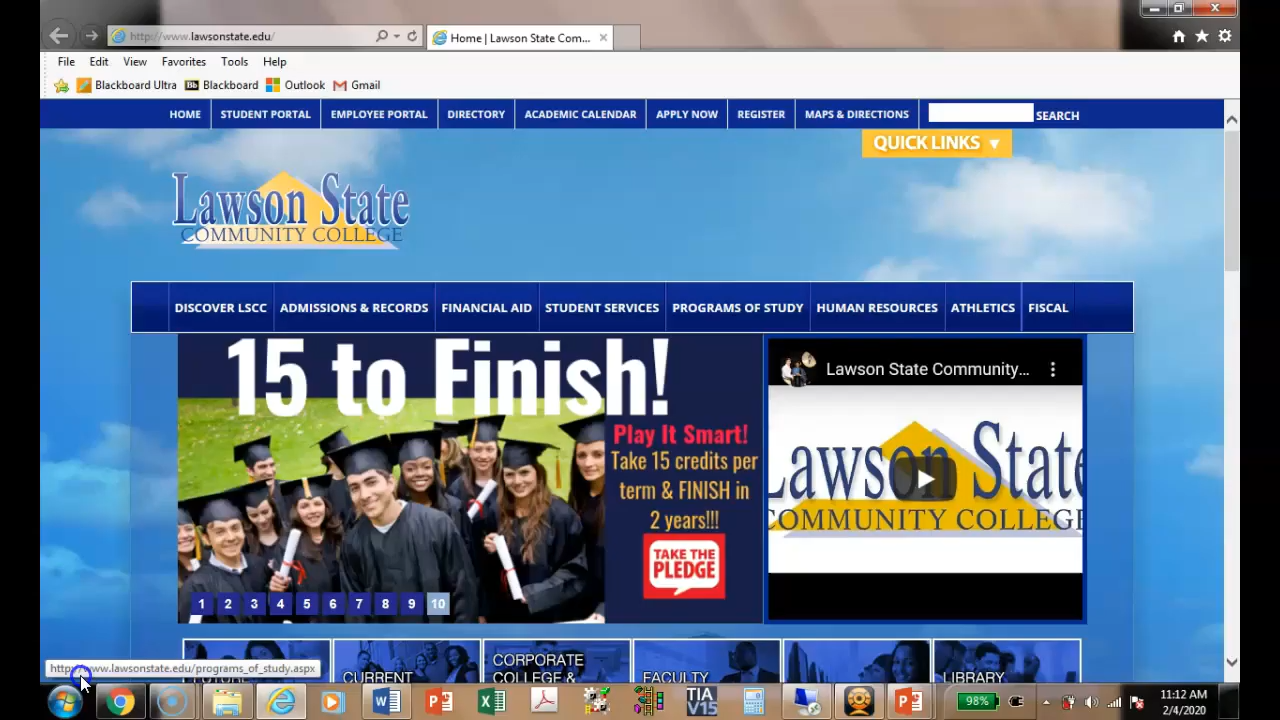 http://www.lawsonstate.edu/
Home | Lawson State Com...
File Edit View Favorites Tools Help
Blackboard Ultra Bb Blackboard Outlook Gmail
HOME STUDENT PORTAL EMPLOYEE PORTAL DIRECTORY ACADEMIC CALENDAR APPLY NOW REGISTER MAPS & DIRECTIONS SEARCH
QUICK LINKS
Lawson State
COMMUNITY COLLEGE
DISCOVER LSCC ADMISSIONS & RECORDS FINANCIAL AID STUDENT SERVICES PROGRAMS OF STUDY HUMAN RESOURCES ATHLETICS FISCAL
15 to Finish!
Play It Smart!
Take 15 credits per
term & FINISH in
2 years!!!
TAKE THE
PLEDGE
1 2 3 4 5 6 7 8 9 10
Lawson State Community...
Lawson State
COMMUNITY COLLEGE
CURRENT
CORPORATE
COLLEGE &
FACULTY
LIBRARY
http://www.lawsonstate.edu/programs_of_study.aspx
TIA
V15
98%
11:12 AM
2/4/2020